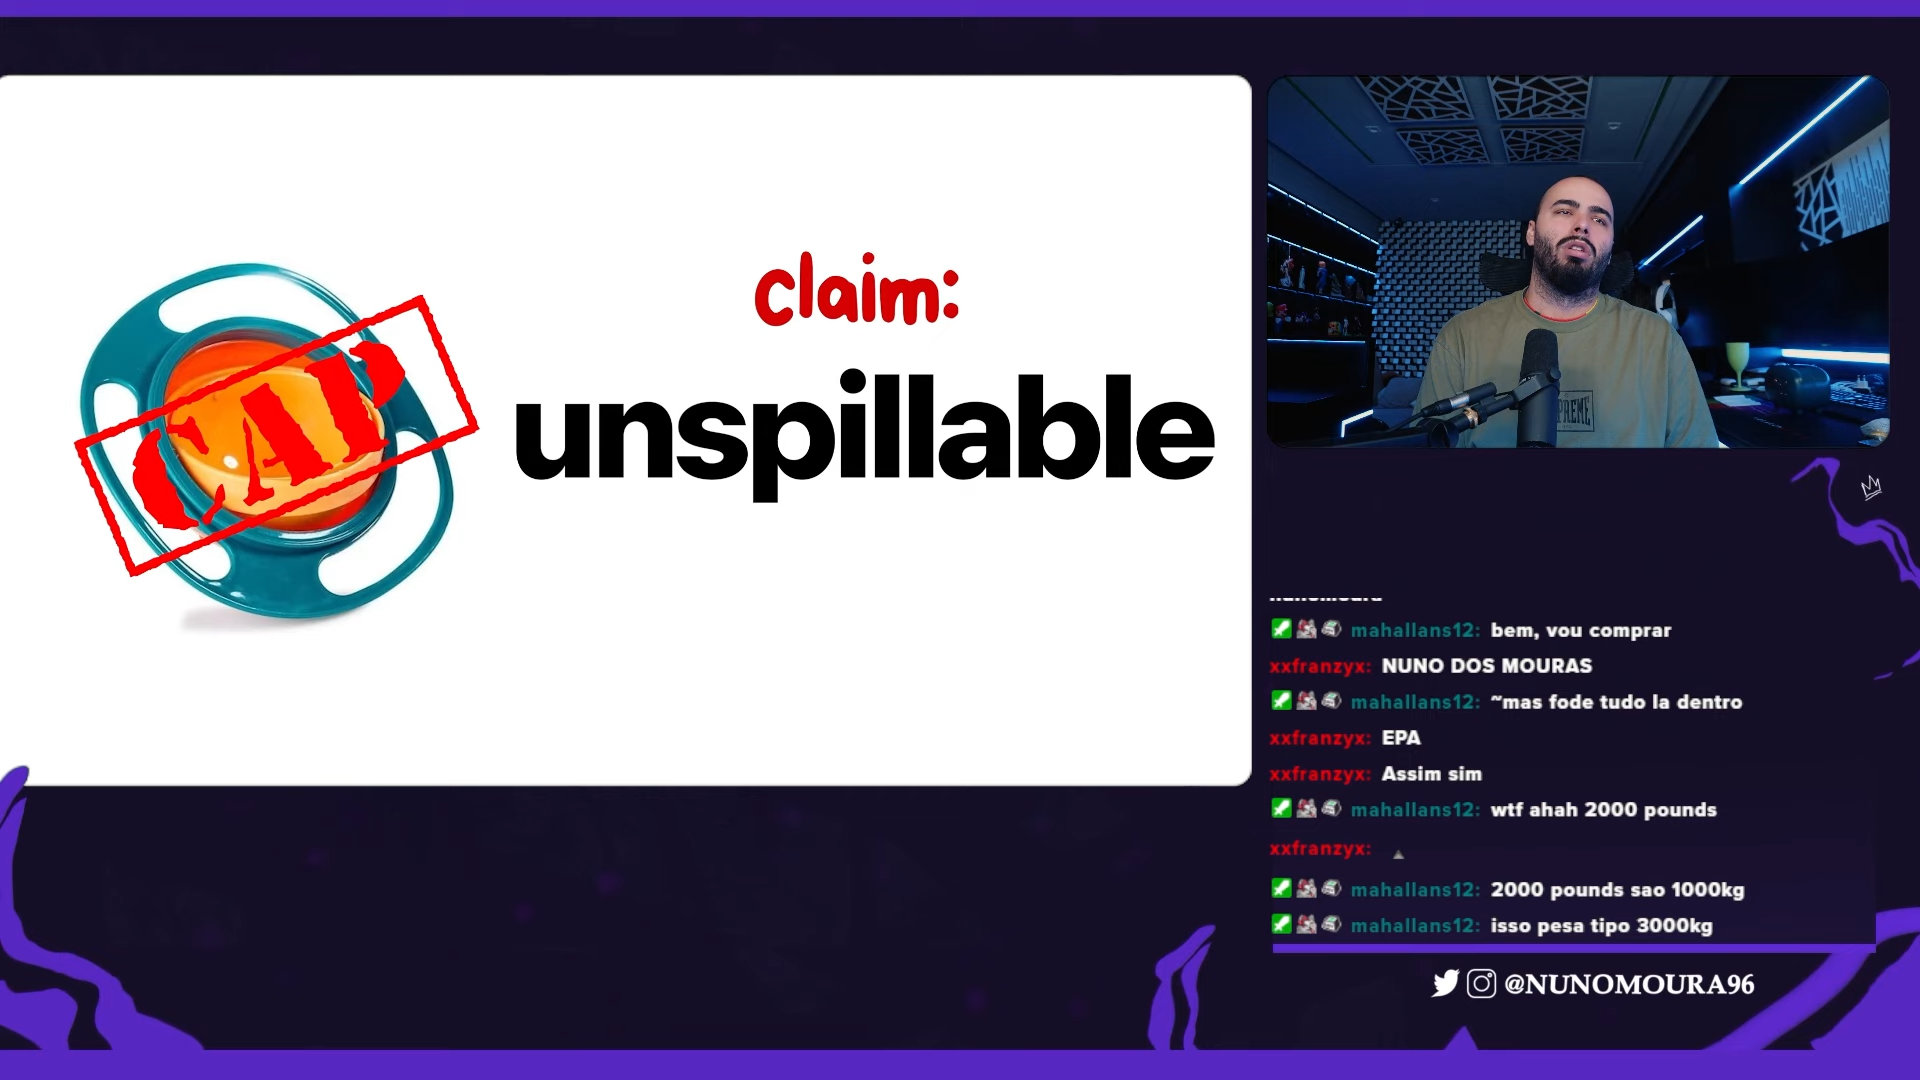 claim:
unspillable
CAP
PREME
mahallans12: bem, vou comprar
xxfranzyx: NUNO DOS MOURAS
mahallans12: ~mas fode tudo la dentro
xxfranzyx: EPA
xxfranzyx: Assim sim
mahallans12: wtf ahah 2000 pounds
xxfranzyx:
mahallans12: 2000 pounds sao 1000kg
mahallans12: isso pesa tipo 3000kg
@NUNOMOURA96